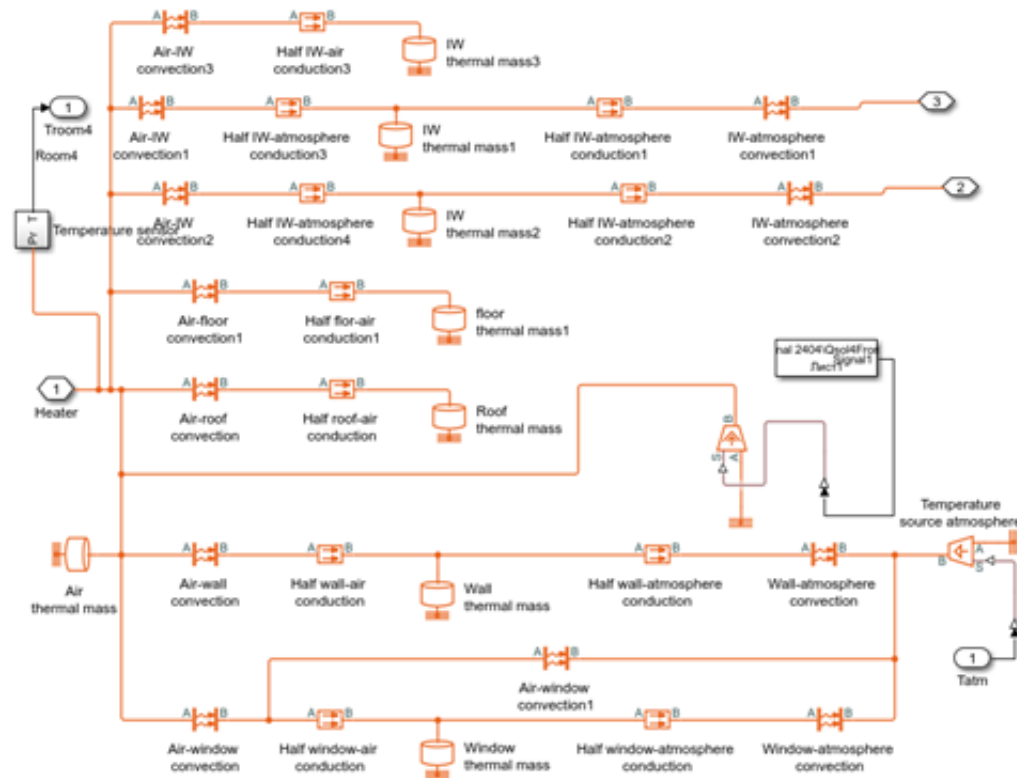 A B A B
Air-IW
convection3
Half IW-air
conduction3
IW
thermal mass3
1
Troom4
Room4
A B A B A B A B
3
Air-IW
convection1
Half IW-atmosphere
conduction3
IW
thermal mass1
Half IW-atmosphere
conduction1
IW-atmosphere
convection1
T
Pr
Temperature sensor
A B A B A B A B
2
Air-IW
convection2
Half IW-atmosphere
conduction4
IW
thermal mass2
Half IW-atmosphere
conduction2
IW-atmosphere
convection2
A B A B
Air-floor
convection1
Half flor-air
conduction1
floor
thermal mass1
nal 2404\Qsol4Fron
Signal1
Лист1
1
Heater
A B A B
Air-roof
convection
Half roof-air
conduction
Roof
thermal mass
B
S A
Temperature
source atmosphere
B A
S
Air
thermal mass
A B A B A B A B
Air-wall
convection
Half wall-air
conduction
Wall
thermal mass
Half wall-atmosphere
conduction
Wall-atmosphere
convection
1
Tatm
A B
Air-window
convection1
A B A B A B A B
Air-window
convection
Half window-air
conduction
Window
thermal mass
Half window-atmosphere
conduction
Window-atmosphere
convection